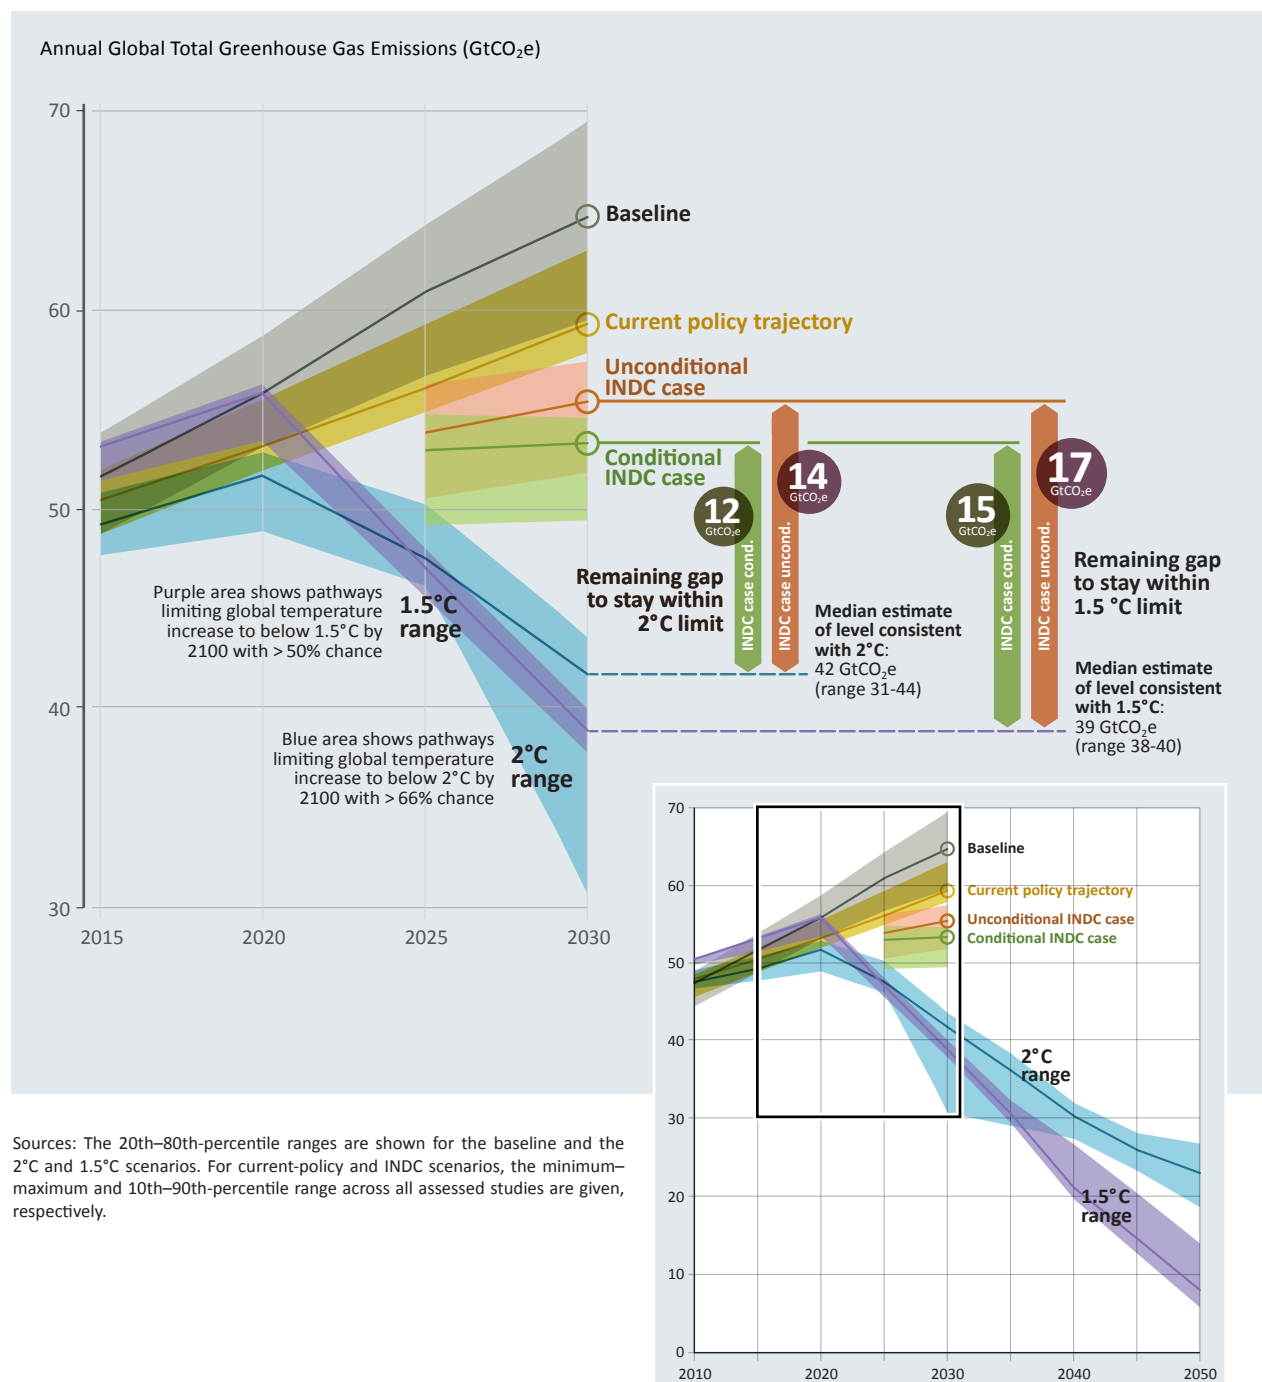 Annual Global Total Greenhouse Gas Emissions (GtCO₂e)
70
60
50
40
30
2015
2020
2025
2030
Baseline
Current policy trajectory
Unconditional
INDC case
Conditional
INDC case
12
GtCO₂e
14
GtCO₂e
15
GtCO₂e
17
GtCO₂e
INDC case cond.
INDC case uncond.
INDC case cond.
INDC case uncond.
Remaining gap
to stay within
2°C limit
Remaining gap
to stay within
1.5 °C limit
Median estimate
of level consistent
with 2°C:
42 GtCO₂e
(range 31-44)
Median estimate
of level consistent
with 1.5°C:
39 GtCO₂e
(range 38-40)
Purple area shows pathways
limiting global temperature
increase to below 1.5°C by
2100 with > 50% chance
1.5°C
range
Blue area shows pathways
limiting global temperature
increase to below 2°C by
2100 with > 66% chance
2°C
range
70
60
50
40
30
20
10
0
2010
2020
2030
2040
2050
Baseline
Current policy trajectory
Unconditional INDC case
Conditional INDC case
2°C
range
1.5°C
range
Sources: The 20th–80th-percentile ranges are shown for the baseline and the
2°C and 1.5°C scenarios. For current-policy and INDC scenarios, the minimum–
maximum and 10th–90th-percentile range across all assessed studies are given,
respectively.